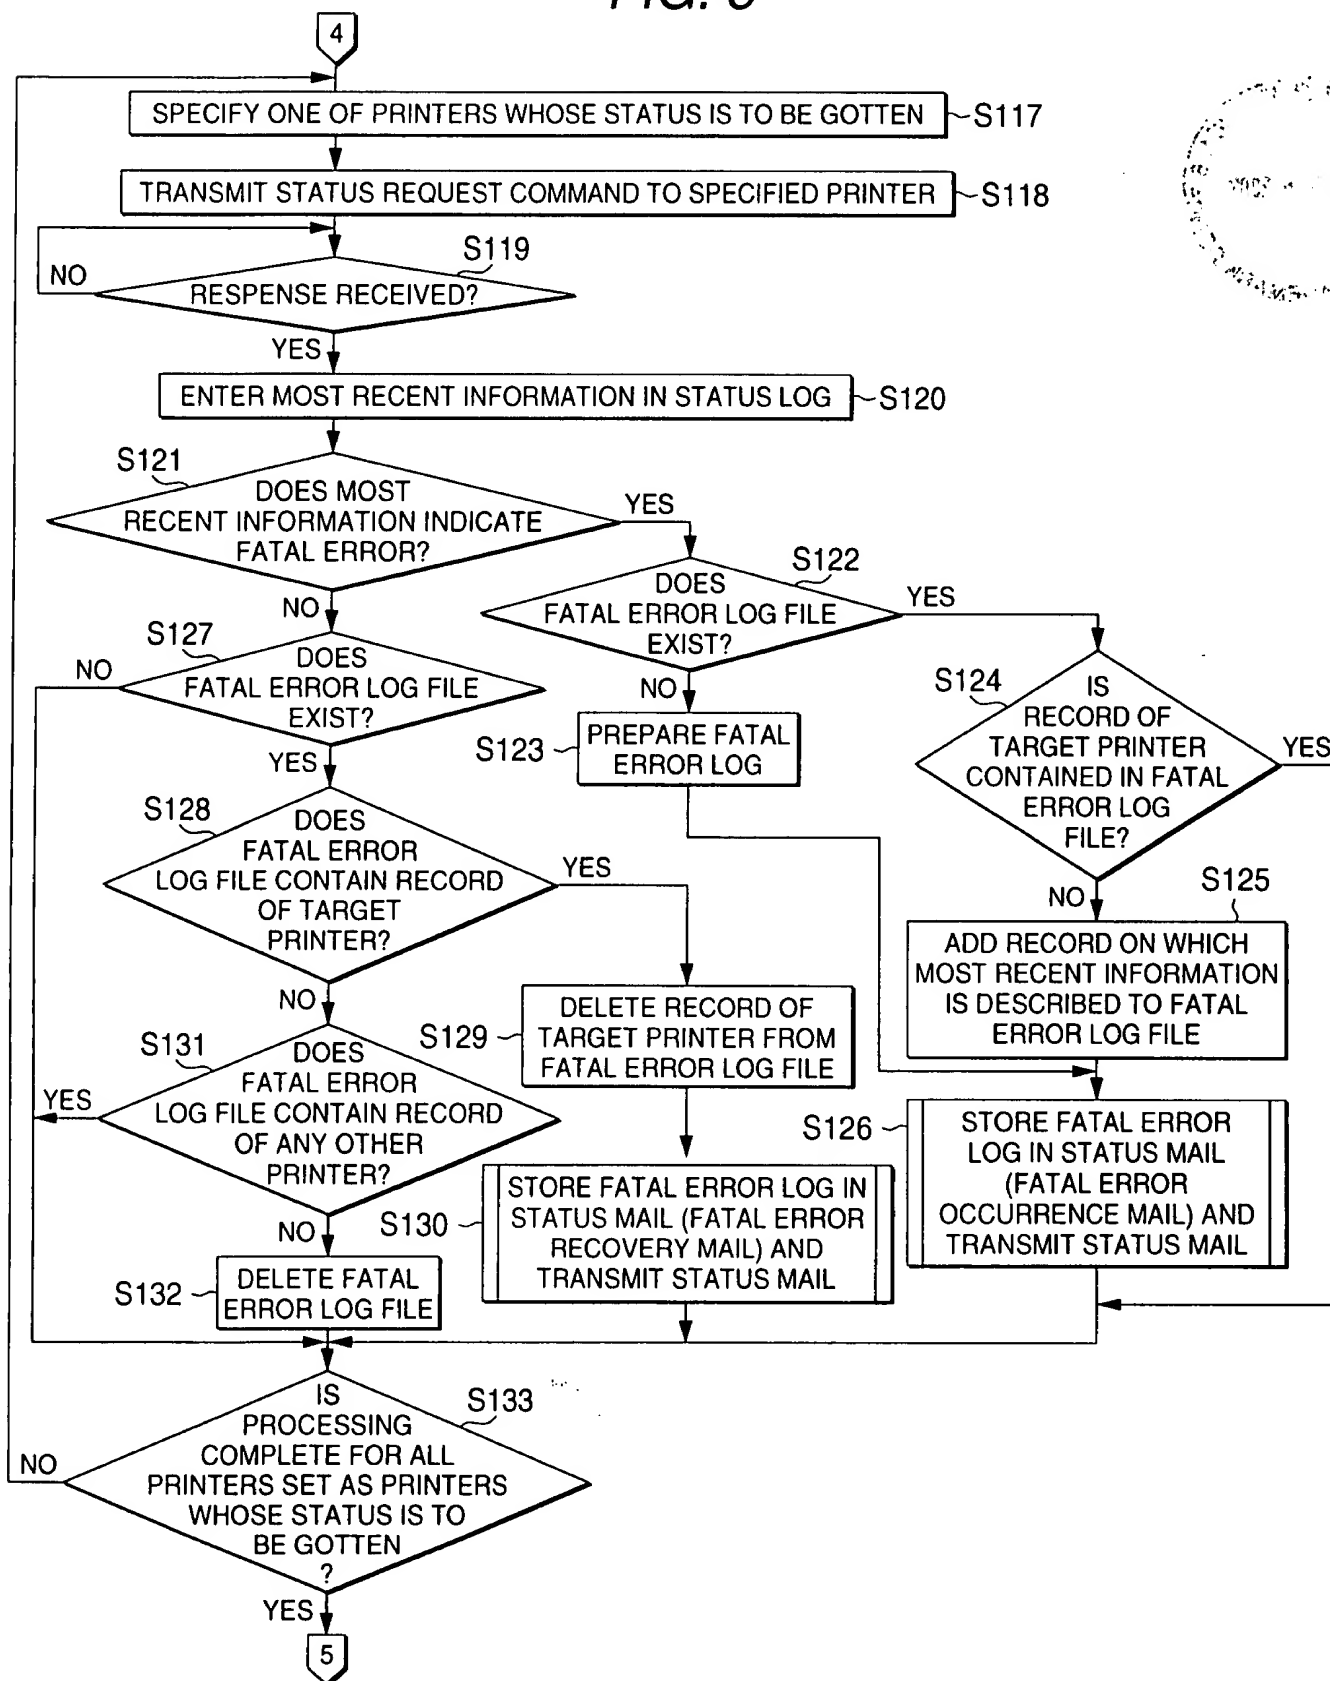 4
SPECIFY ONE OF PRINTERS WHOSE STATUS IS TO BE GOTTEN
S117
TRANSMIT STATUS REQUEST COMMAND TO SPECIFIED PRINTER
S118
S119
NO
RESPENSE RECEIVED?
YES
ENTER MOST RECENT INFORMATION IN STATUS LOG
S120
S121
DOES MOST
RECENT INFORMATION INDICATE
FATAL ERROR?
YES
NO
S122
DOES
FATAL ERROR LOG FILE
EXIST?
YES
NO
S127
DOES
FATAL ERROR LOG FILE
EXIST?
NO
YES
S123
PREPARE FATAL
ERROR LOG
S124
IS
RECORD OF
TARGET PRINTER
CONTAINED IN FATAL
ERROR LOG
FILE?
YES
NO
S128
DOES
FATAL ERROR
LOG FILE CONTAIN RECORD
OF TARGET
PRINTER?
YES
NO
S125
ADD RECORD ON WHICH
MOST RECENT INFORMATION
IS DESCRIBED TO FATAL
ERROR LOG FILE
S129
DELETE RECORD OF
TARGET PRINTER FROM
FATAL ERROR LOG FILE
S131
DOES
FATAL ERROR
LOG FILE CONTAIN RECORD
OF ANY OTHER
PRINTER?
YES
NO
S126
STORE FATAL ERROR
LOG IN STATUS MAIL
(FATAL ERROR
OCCURRENCE MAIL) AND
TRANSMIT STATUS MAIL
S130
STORE FATAL ERROR LOG IN
STATUS MAIL (FATAL ERROR
RECOVERY MAIL) AND
TRANSMIT STATUS MAIL
S132
DELETE FATAL
ERROR LOG FILE
S133
IS
PROCESSING
COMPLETE FOR ALL
PRINTERS SET AS PRINTERS
WHOSE STATUS IS TO
BE GOTTEN
?
NO
YES
5